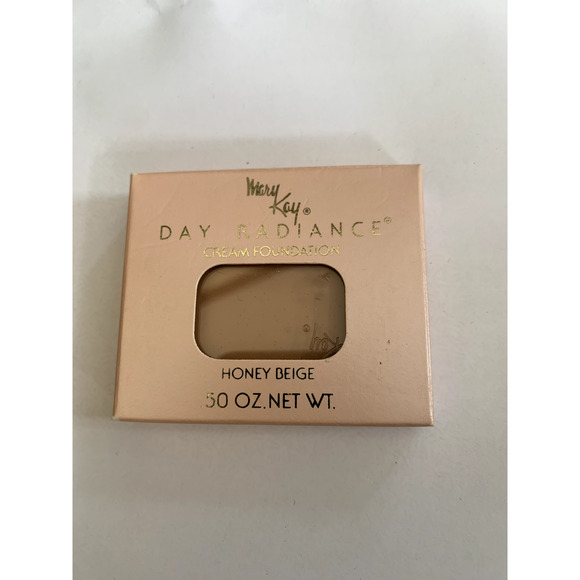 Mary
Kay®
DAY RADIANCE®
CREAM FOUNDATION
HONEY BEIGE
.50 OZ. NET WT.